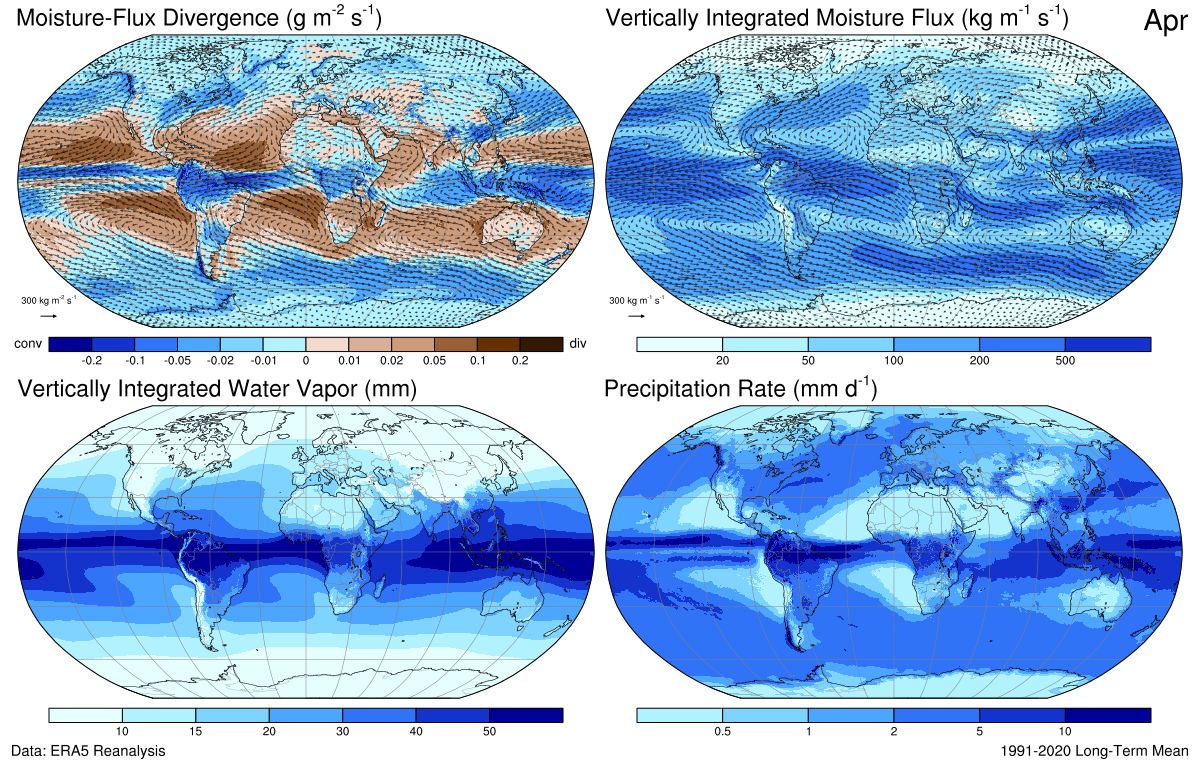 Moisture-Flux Divergence (g m⁻² s⁻¹)
Vertically Integrated Moisture Flux (kg m⁻¹ s⁻¹)
Apr
300 kg m⁻² s⁻¹
300 kg m⁻¹ s⁻¹
conv
div
-0.2 -0.1 -0.05 -0.02 -0.01 0 0.01 0.02 0.05 0.1 0.2
20 50 100 200 500
Vertically Integrated Water Vapor (mm)
Precipitation Rate (mm d⁻¹)
10 15 20 30 40 50
0.5 1 2 5 10
Data: ERA5 Reanalysis
1991-2020 Long-Term Mean